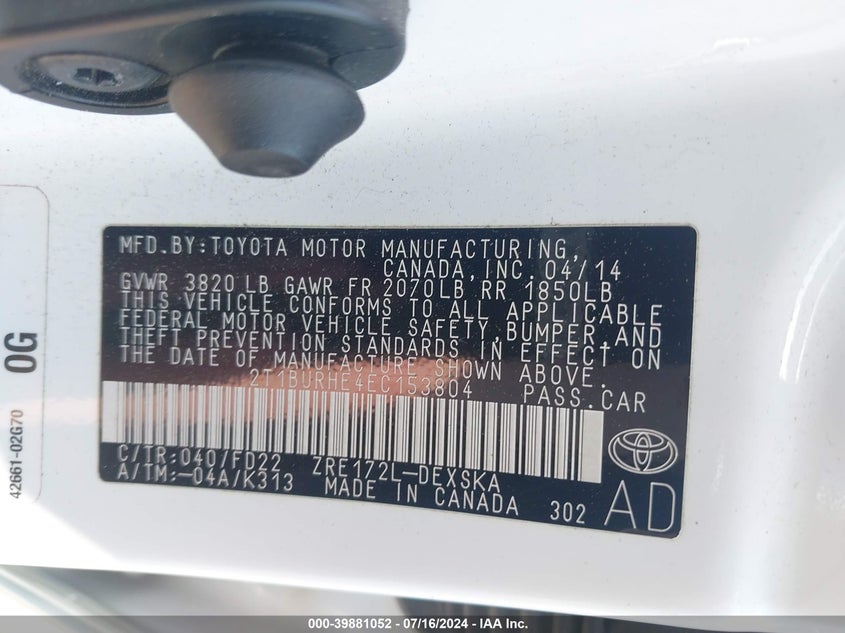 MFD.BY:TOYOTA MOTOR MANUFACTURING,
CANADA,INC. 04/14
GVWR 3820 LB GAWR FR 2070LB RR 1850LB
THIS VEHICLE CONFORMS TO ALL APPLICABLE
FEDERAL MOTOR VEHICLE SAFETY,BUMPER,AND
THEFT PREVENTION STANDARDS IN EFFECT ON
THE DATE OF MANUFACTURE SHOWN ABOVE.
2T1BURHE4EC153804 PASS.CAR
C/TR:040/FD22 ZRE172L-DEXSKA
A/TM:-04A/K313 MADE IN CANADA 302
AD
0G
42661-02G70
000-39881052 - 07/16/2024 - IAA Inc.